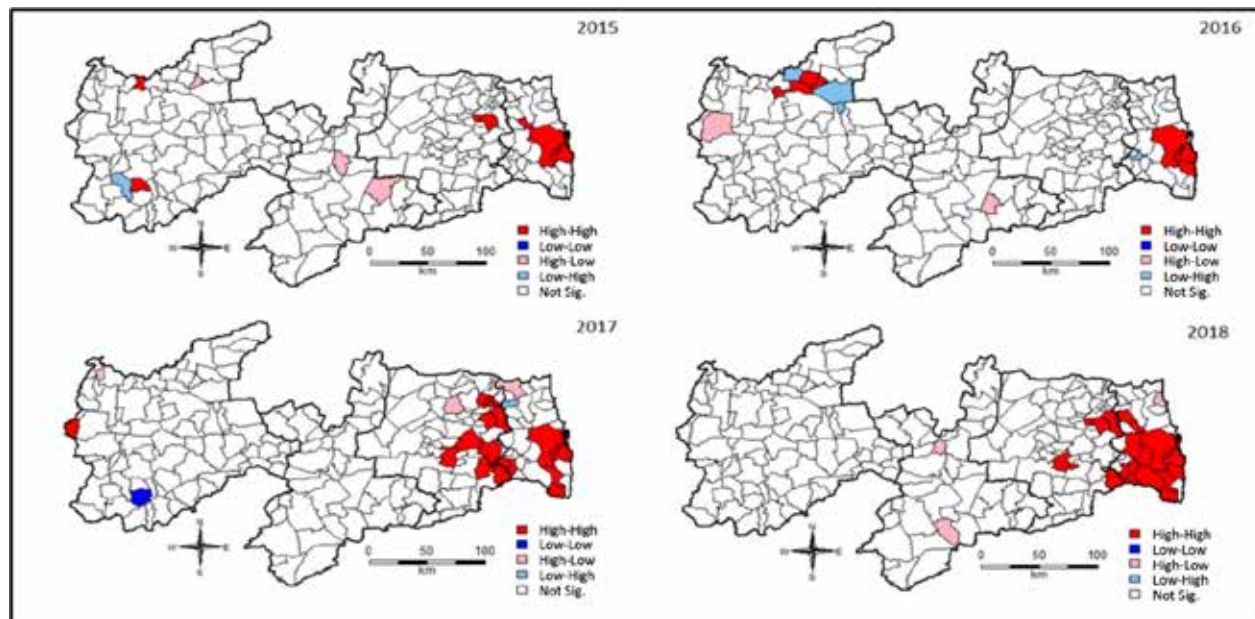 2015
N
W E
S
High-High
Low-Low
High-Low
Low-High
Not Sig.
0 50 100
km
2016
N
W E
S
High-High
Low-Low
High-Low
Low-High
Not Sig.
0 50 100
km
2017
N
W E
S
High-High
Low-Low
High-Low
Low-High
Not Sig.
0 50 100
km
2018
N
W E
S
High-High
Low-Low
High-Low
Low-High
Not Sig.
0 50 100
km